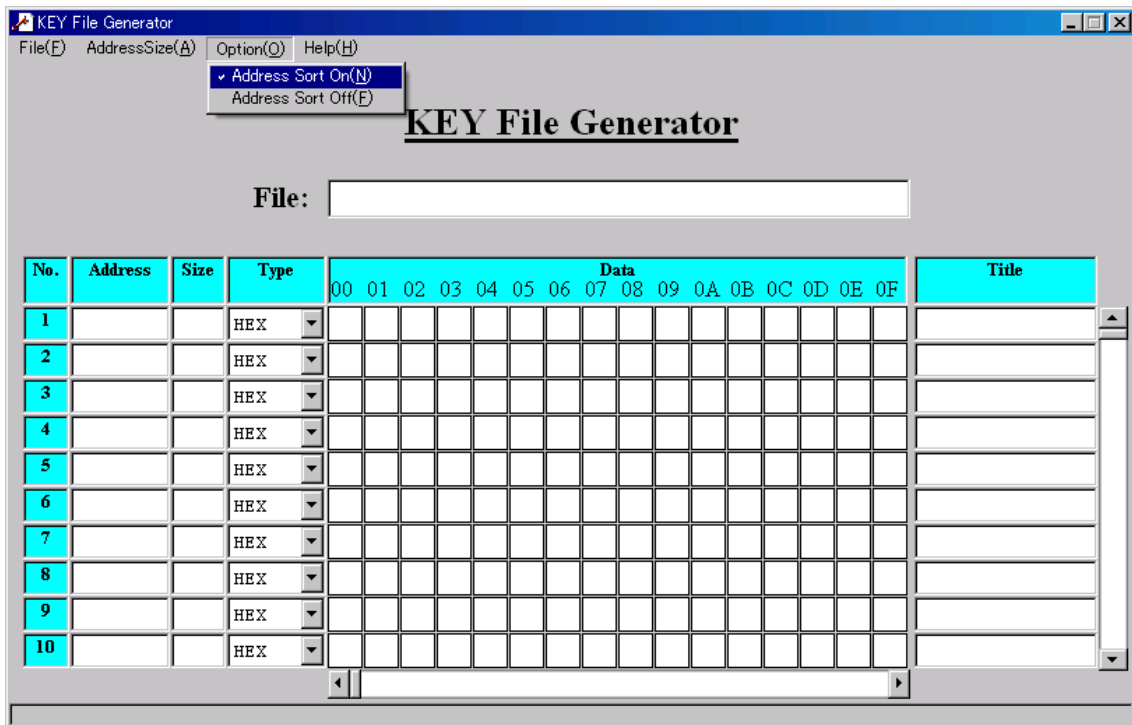 KEY File Generator
File(F) AddressSize(A) Option(O) Help(H)
✓ Address Sort On(N)
Address Sort Off(F)
KEY File Generator
File:
No. Address Size Type Data Title
00 01 02 03 04 05 06 07 08 09 0A 0B 0C 0D 0E 0F
1 HEX
2 HEX
3 HEX
4 HEX
5 HEX
6 HEX
7 HEX
8 HEX
9 HEX
10 HEX